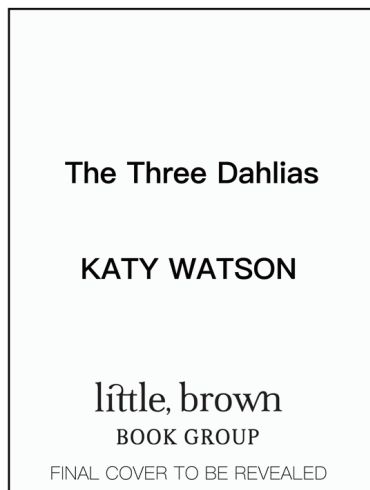 The Three Dahlias
KATY WATSON
little, brown
BOOK GROUP
FINAL COVER TO BE REVEALED